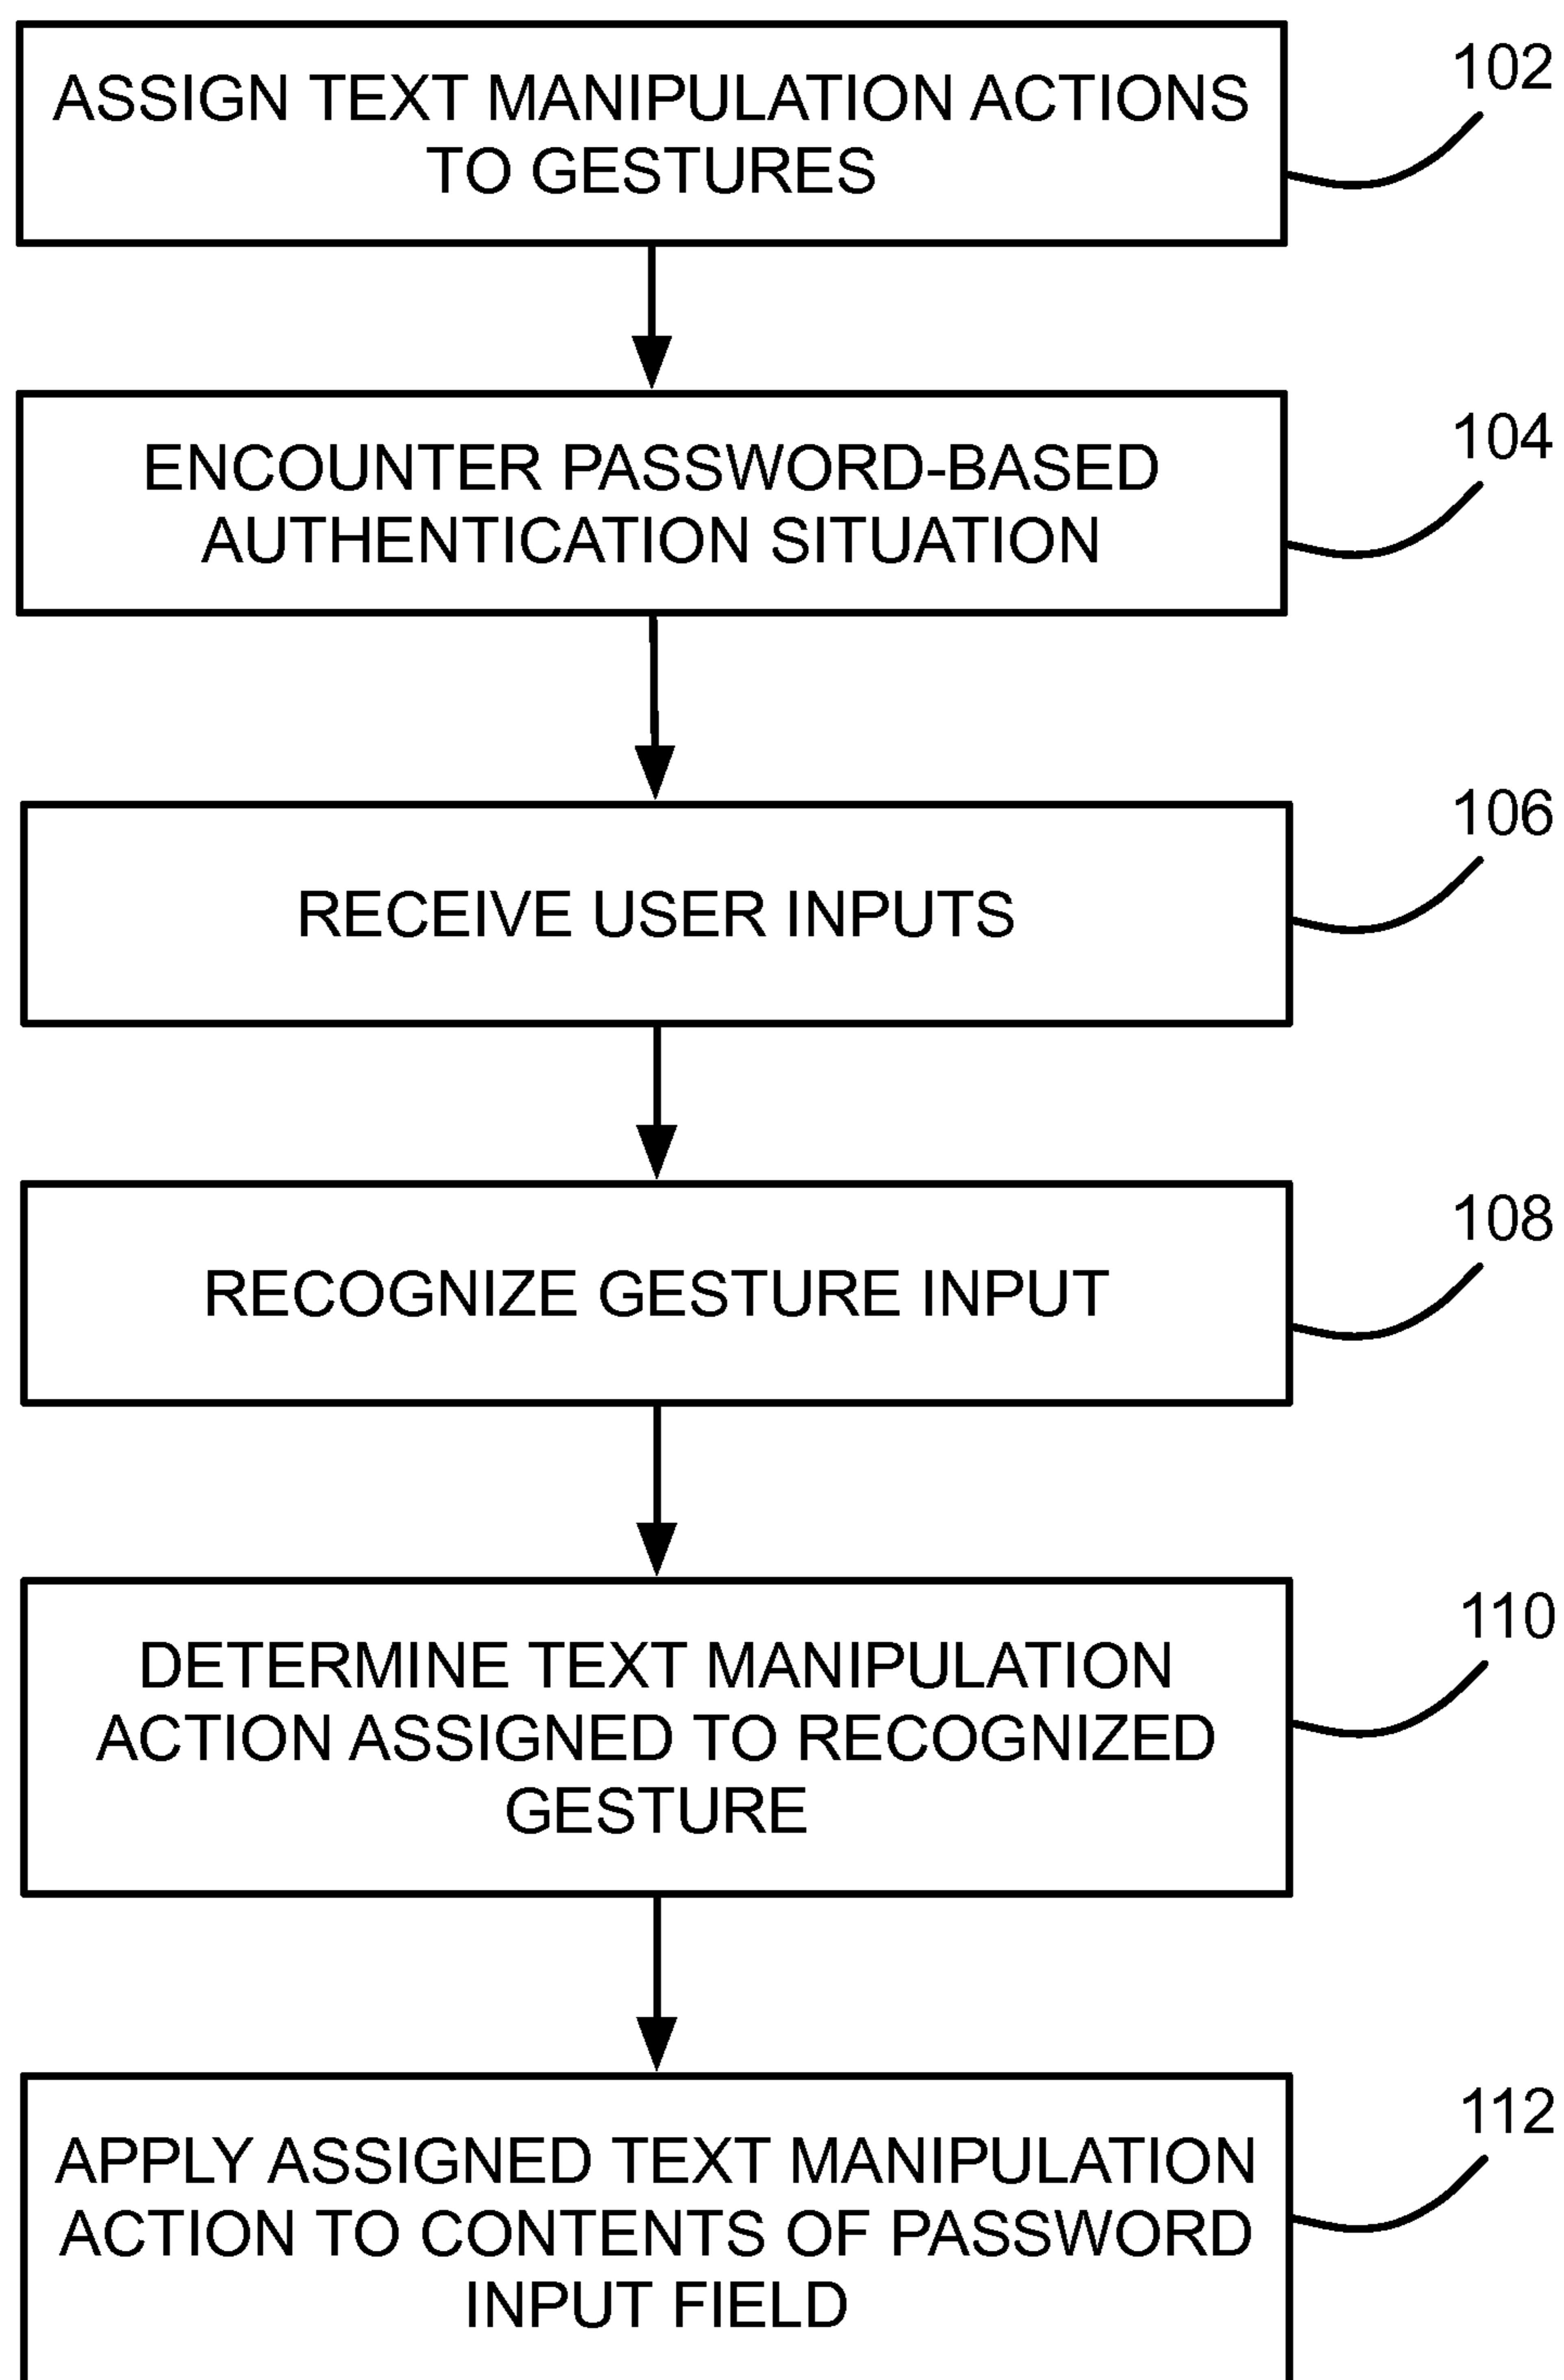 ASSIGN TEXT MANIPULATION ACTIONS
TO GESTURES
102
ENCOUNTER PASSWORD-BASED
AUTHENTICATION SITUATION
104
RECEIVE USER INPUTS
106
RECOGNIZE GESTURE INPUT
108
DETERMINE TEXT MANIPULATION
ACTION ASSIGNED TO RECOGNIZED
GESTURE
110
APPLY ASSIGNED TEXT MANIPULATION
ACTION TO CONTENTS OF PASSWORD
INPUT FIELD
112